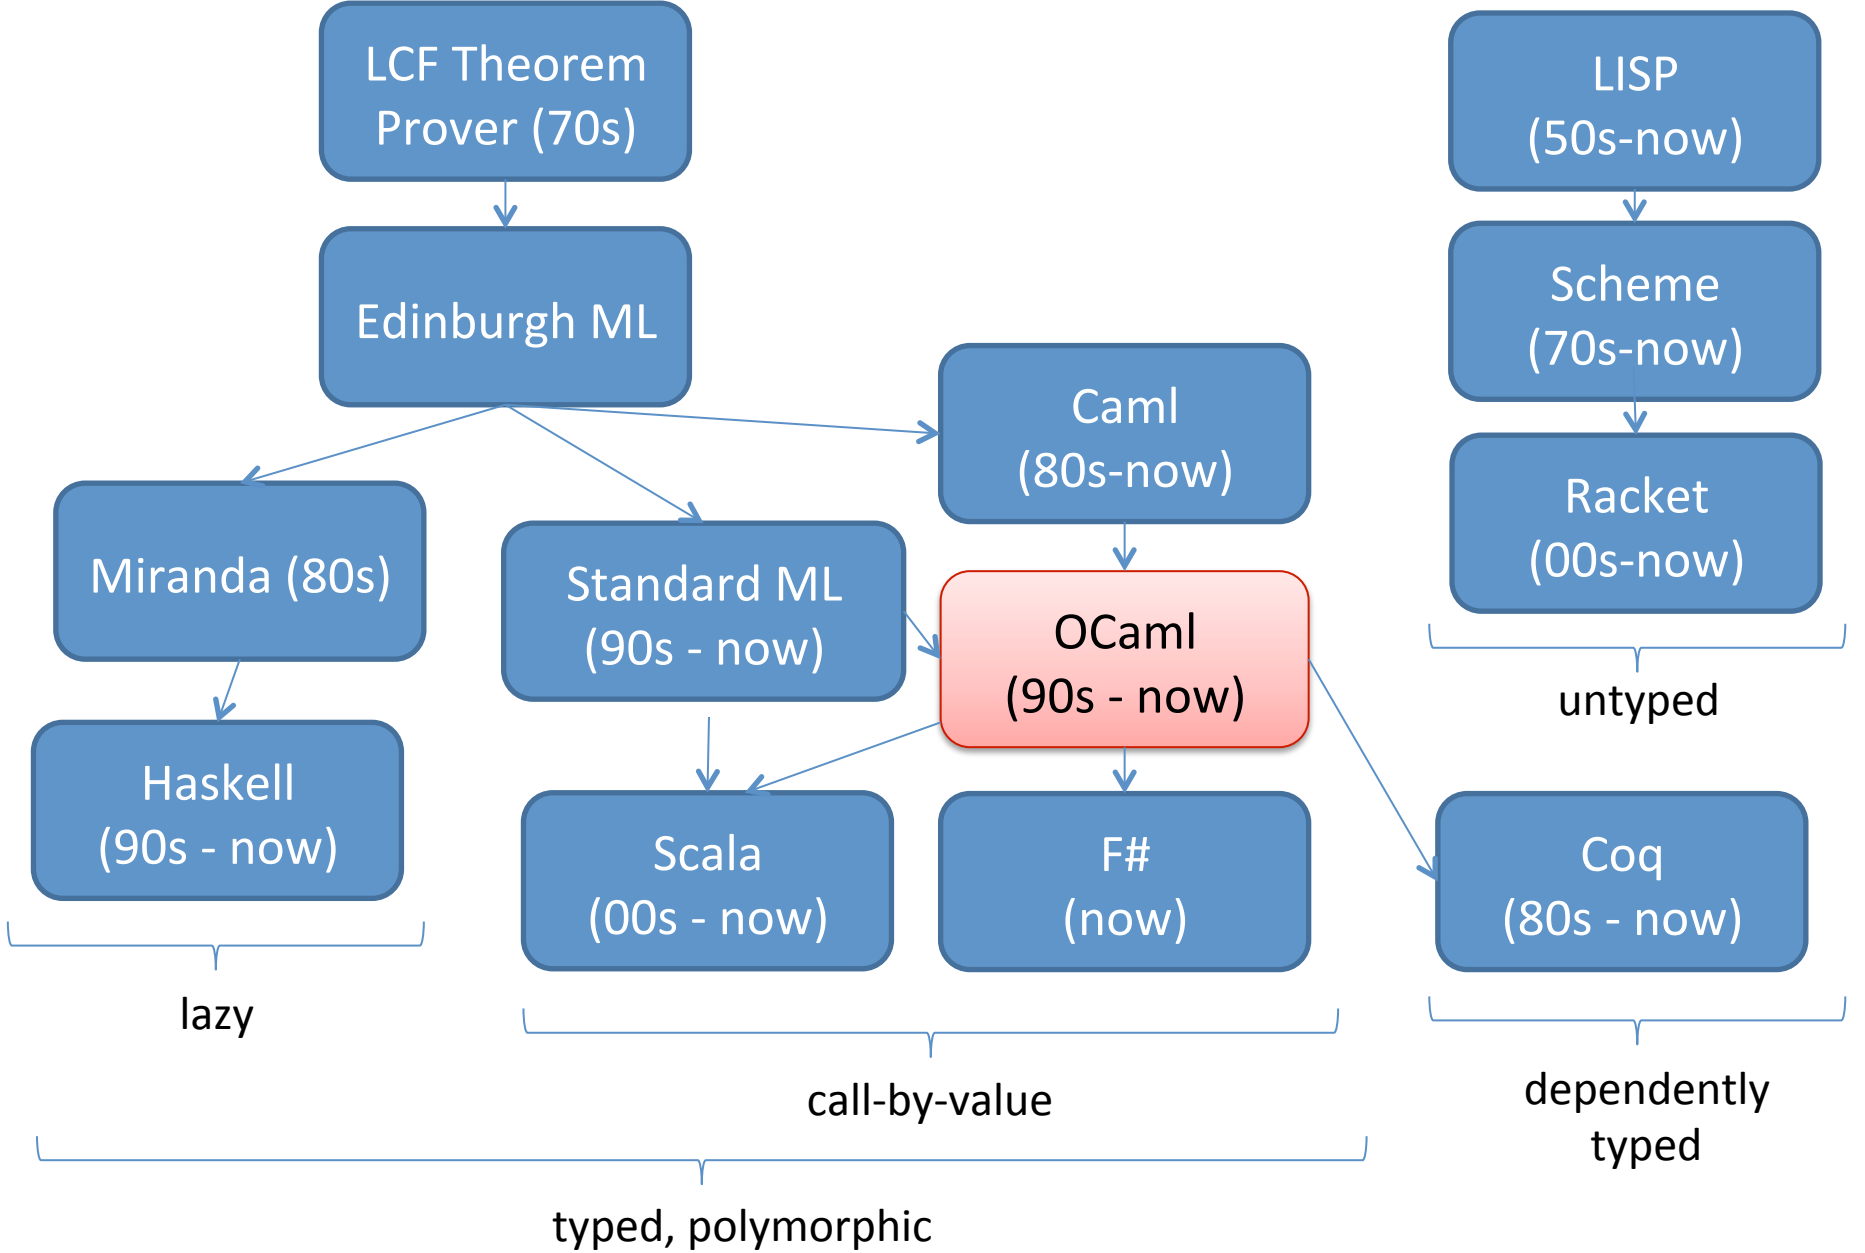 LCF Theorem
Prover (70s)
Edinburgh ML
Miranda (80s)
Haskell
(90s - now)
lazy
Standard ML
(90s - now)
Caml
(80s-now)
OCaml
(90s - now)
Scala
(00s - now)
F#
(now)
call-by-value
typed, polymorphic
LISP
(50s-now)
Scheme
(70s-now)
Racket
(00s-now)
untyped
Coq
(80s - now)
dependently
typed